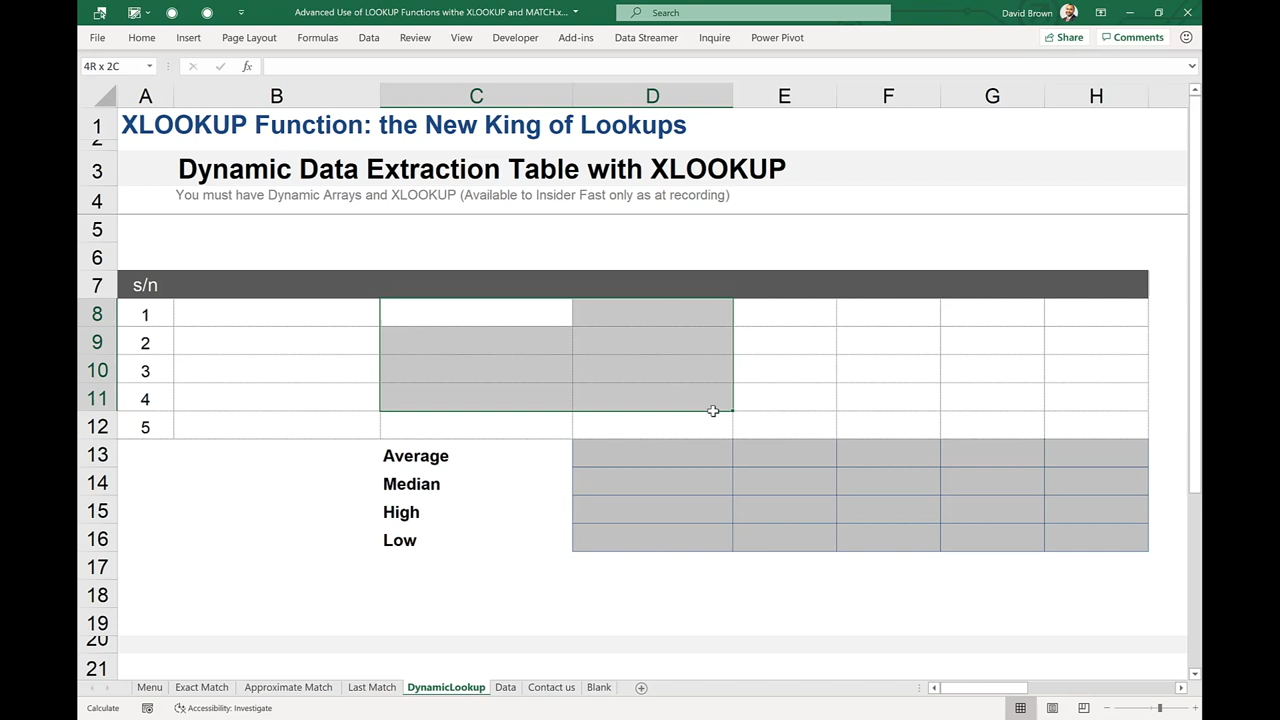 Advanced Use of LOOKUP Functions withe XLOOKUP and MATCH.x...
Search
David Brown
File Home Insert Page Layout Formulas Data Review View Developer Add-ins Data Streamer Inquire Power Pivot Share Comments
4R x 2C fx
A B C D E F G H
1 XLOOKUP Function: the New King of Lookups
2
3 Dynamic Data Extraction Table with XLOOKUP
4 You must have Dynamic Arrays and XLOOKUP (Available to Insider Fast only as at recording)
5
6
7 s/n
8 1
9 2
10 3
11 4
12 5
13 Average
14 Median
15 High
16 Low
17
18
19
20
21
Menu Exact Match Approximate Match Last Match DynamicLookup Data Contact us Blank
Calculate Accessibility: Investigate